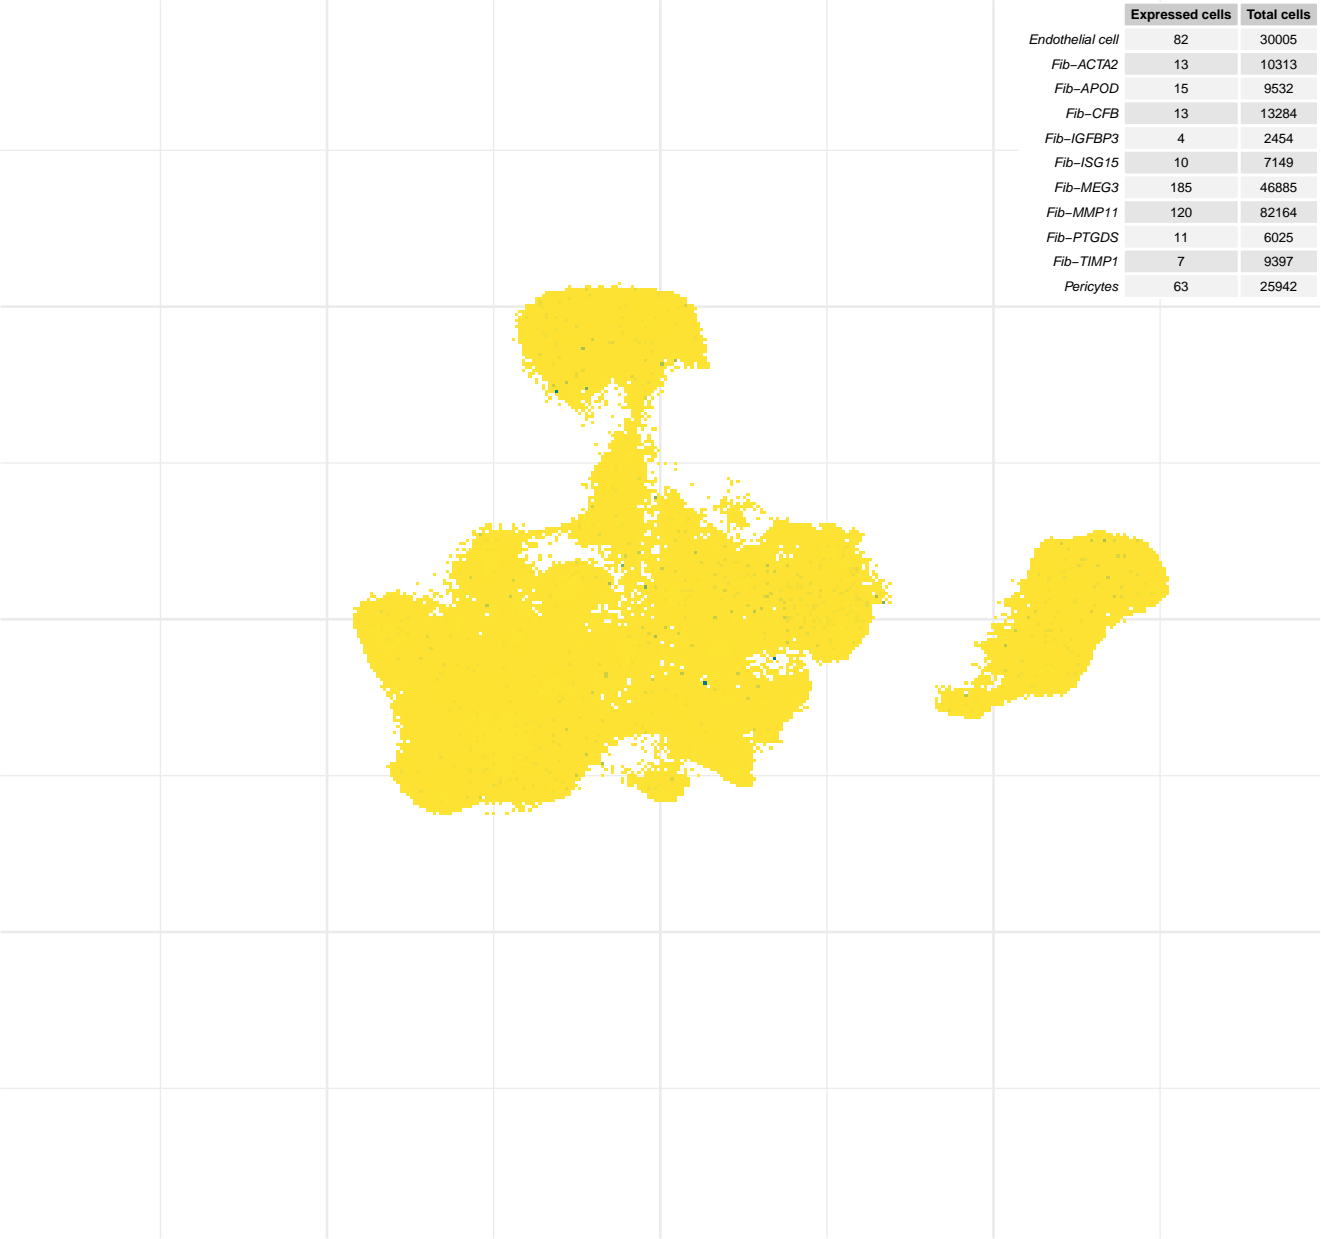 Expressed cells Total cells
Endothelial cell 82 30005
Fib−ACTA2 13 10313
Fib−APOD 15 9532
Fib−CFB 13 13284
Fib−IGFBP3 4 2454
Fib−ISG15 10 7149
Fib−MEG3 185 46885
Fib−MMP11 120 82164
Fib−PTGDS 11 6025
Fib−TIMP1 7 9397
Pericytes 63 25942